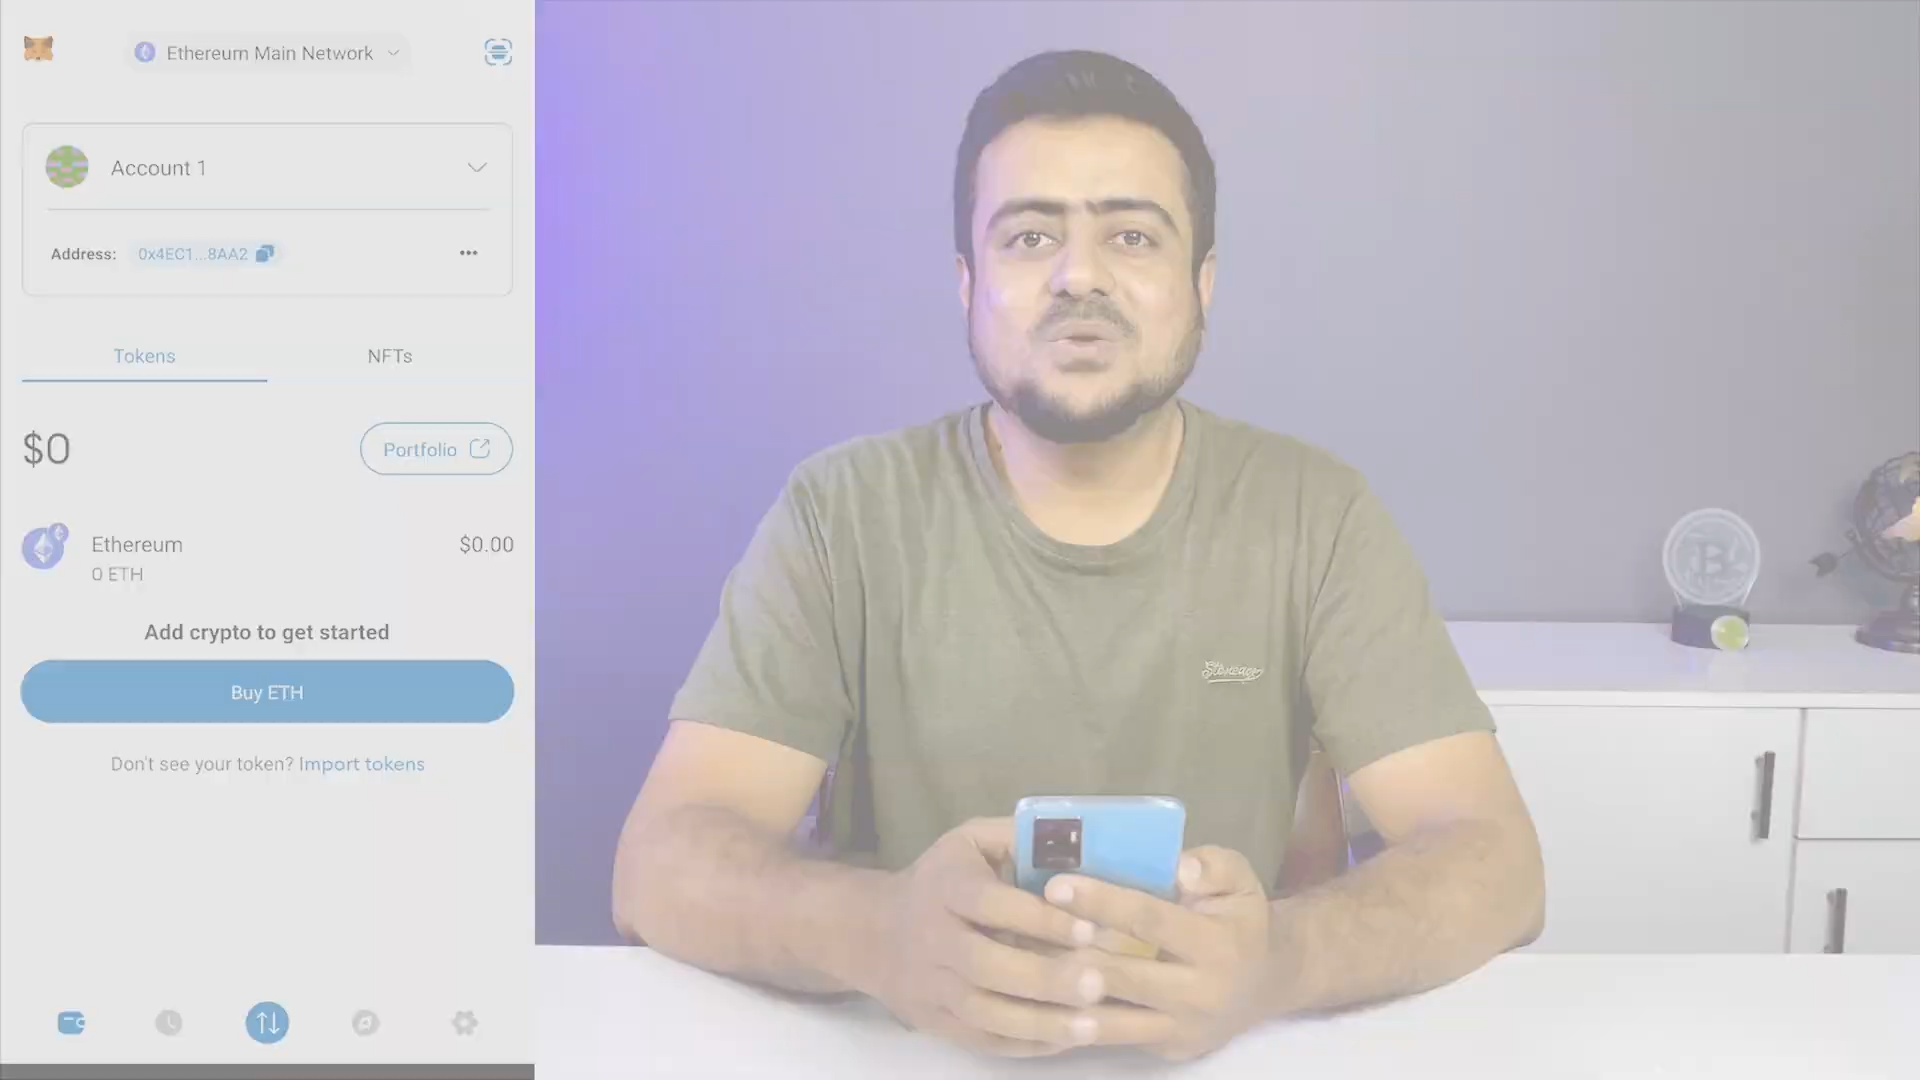 Ethereum Main Network
Account 1
Address: 0x4EC1...8AA2
Tokens
NFTs
$0
Portfolio
Ethereum
$0.00
0 ETH
Add crypto to get started
Buy ETH
Don't see your token? Import tokens